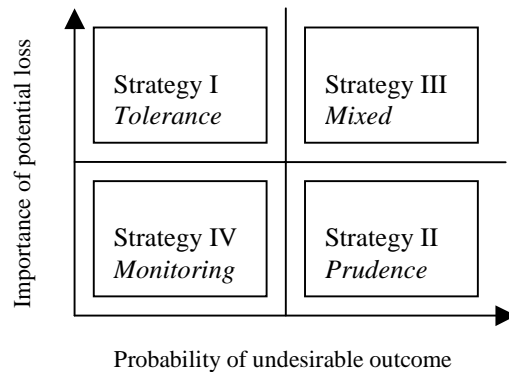 Importance of potential loss
Strategy I
Tolerance
Strategy III
Mixed
Strategy IV
Monitoring
Strategy II
Prudence
Probability of undesirable outcome